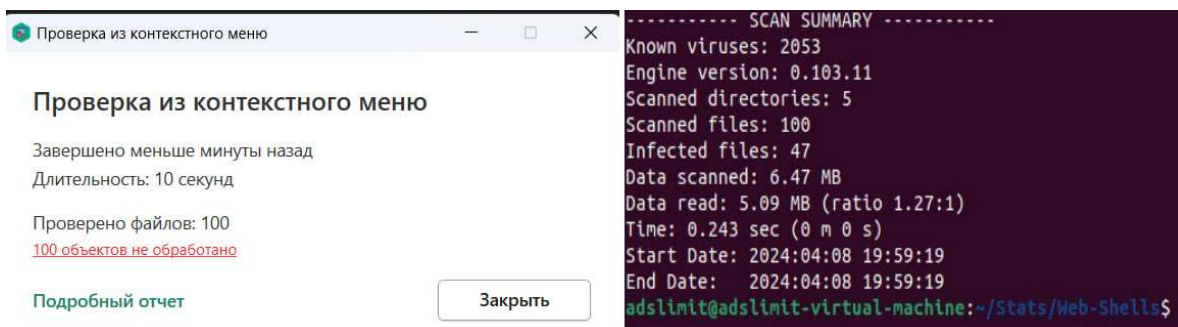 Проверка из контекстного меню
Проверка из контекстного меню
Завершено меньше минуты назад
Длительность: 10 секунд
Проверено файлов: 100
100 объектов не обработано
Подробный отчет
Закрыть
----------- SCAN SUMMARY -----------
Known viruses: 2053
Engine version: 0.103.11
Scanned directories: 5
Scanned files: 100
Infected files: 47
Data scanned: 6.47 MB
Data read: 5.09 MB (ratio 1.27:1)
Time: 0.243 sec (0 m 0 s)
Start Date: 2024:04:08 19:59:19
End Date:   2024:04:08 19:59:19
adslimit@adslimit-virtual-machine:~/Stats/Web-Shells$